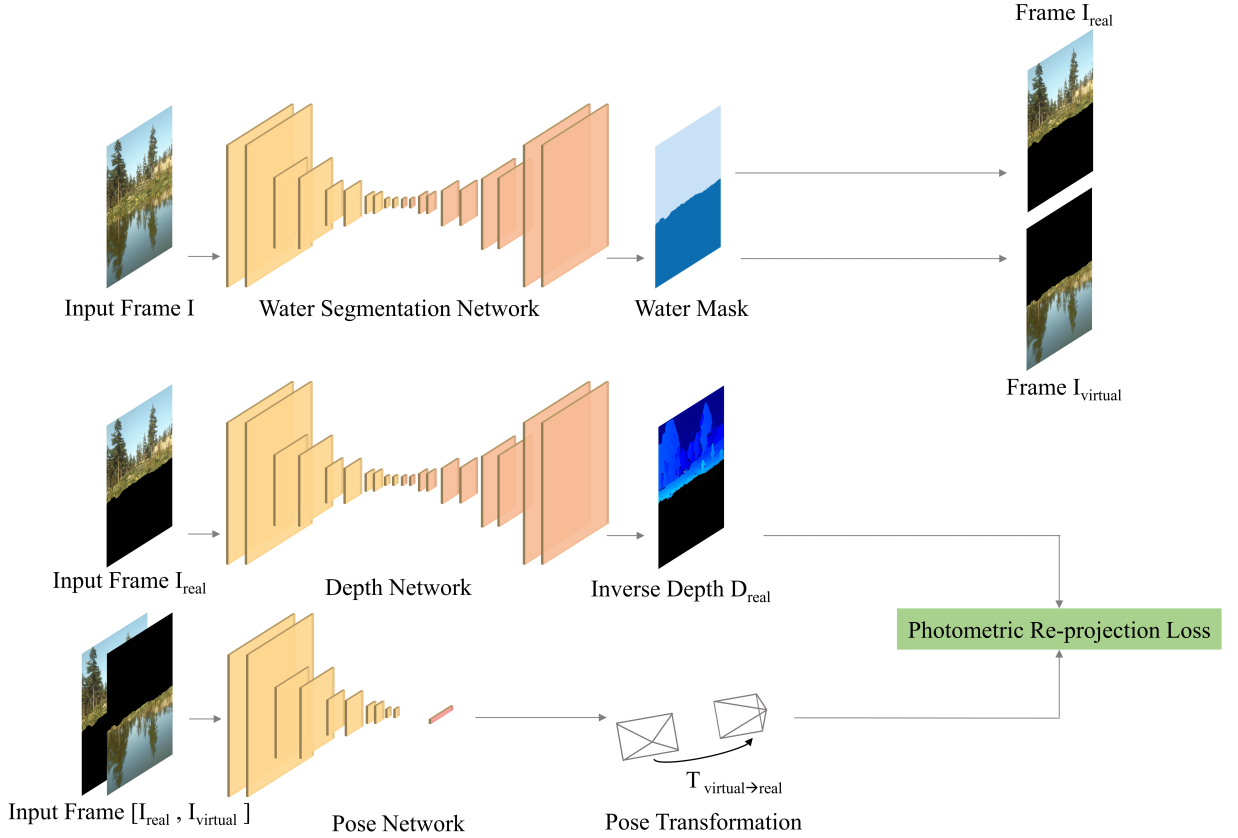 Frame I_real
Input Frame I
Water Segmentation Network
Water Mask
Frame I_virtual
Input Frame I_real
Depth Network
Inverse Depth D_real
Photometric Re-projection Loss
T_virtual→real
Input Frame [I_real , I_virtual ]
Pose Network
Pose Transformation